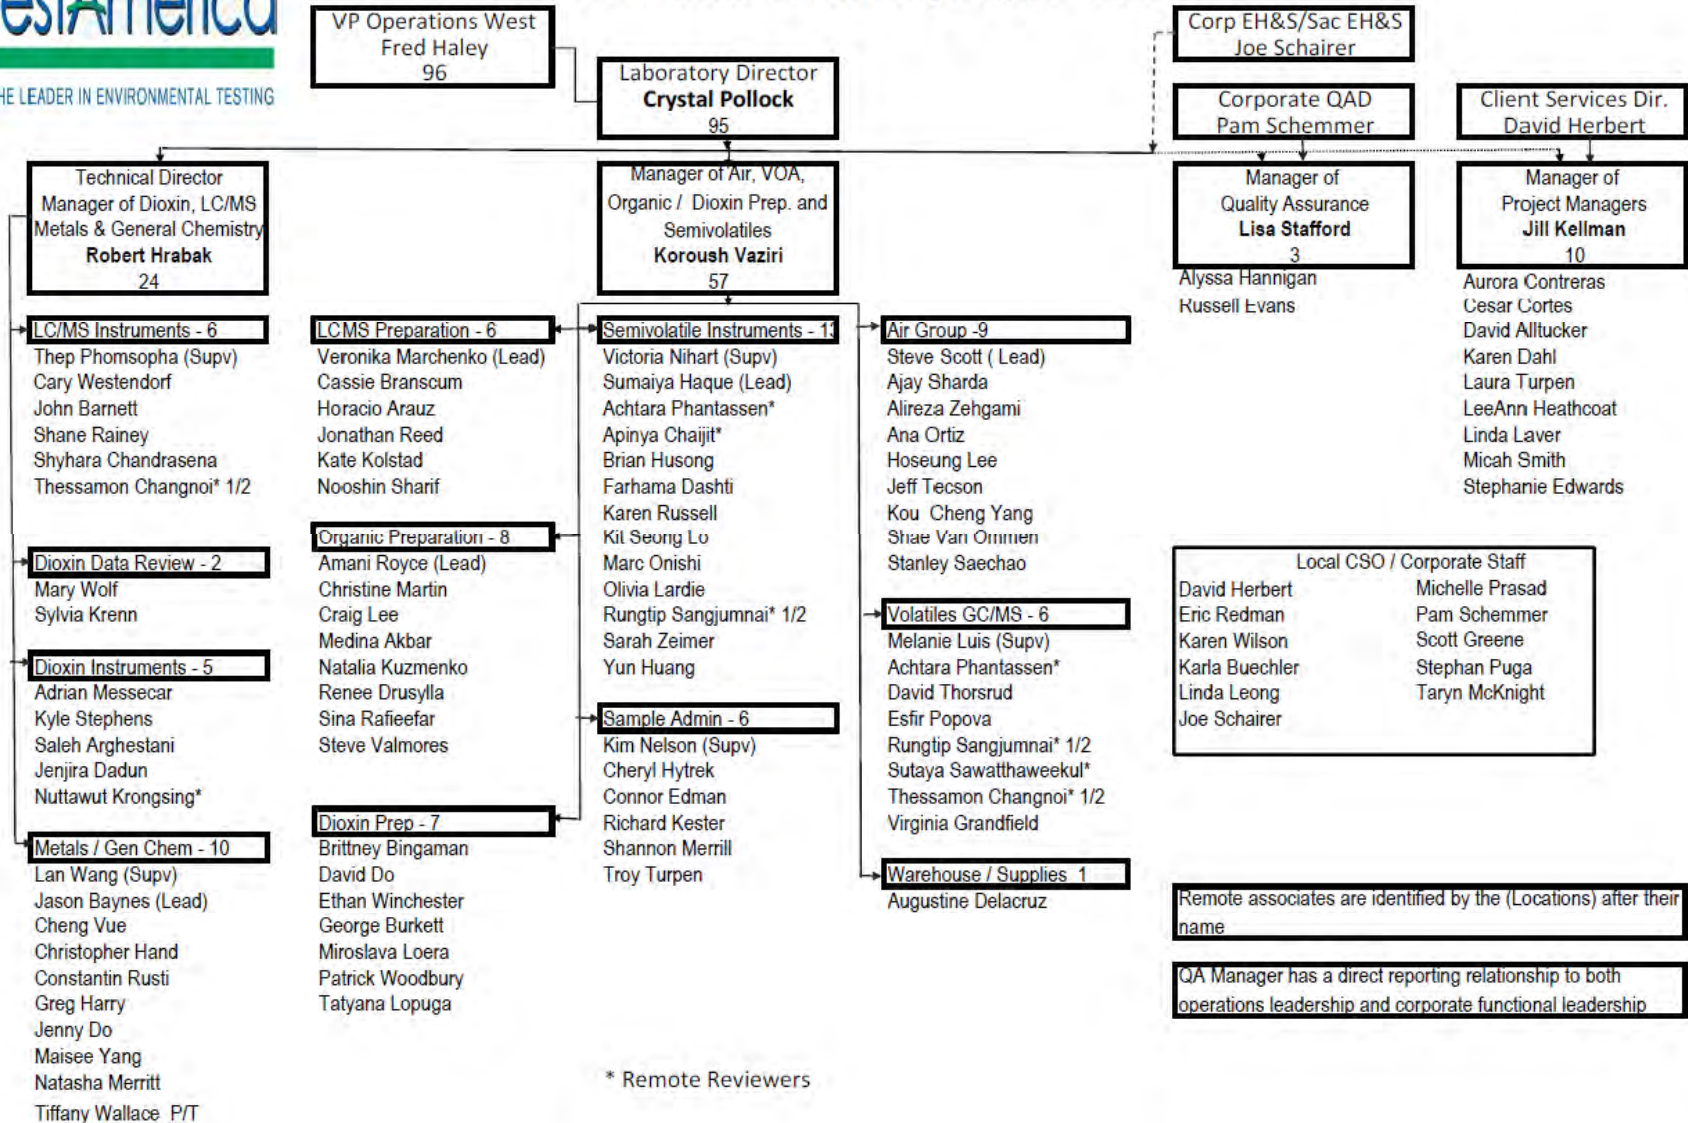 VP Operations West
Fred Haley
96
Laboratory Director
Crystal Pollock
95
Corp EH&S/Sac EH&S
Joe Schairer
Corporate QAD
Pam Schemmer
Client Services Dir.
David Herbert
THE LEADER IN ENVIRONMENTAL TESTING
Technical Director
Manager of Dioxin, LC/MS
Metals & General Chemistry
Robert Hrabak
24
Manager of Air, VOA,
Organic / Dioxin Prep. and
Semivolatiles
Koroush Vaziri
57
Manager of
Quality Assurance
Lisa Stafford
3
Alyssa Hannigan
Russell Evans
Manager of
Project Managers
Jill Kellman
10
Aurora Contreras
Cesar Cortes
David Alltucker
Karen Dahl
Laura Turpen
LeeAnn Heathcoat
Linda Laver
Micah Smith
Stephanie Edwards
LC/MS Instruments - 6
Thep Phomsopha (Supv)
Cary Westendorf
John Barnett
Shane Rainey
Shyhara Chandrasena
Thessamon Changnoi* 1/2
Dioxin Data Review - 2
Mary Wolf
Sylvia Krenn
Dioxin Instruments - 5
Adrian Messecar
Kyle Stephens
Saleh Arghestani
Jenjira Dadun
Nuttawut Krongsing*
Metals / Gen Chem - 10
Lan Wang (Supv)
Jason Baynes (Lead)
Cheng Vue
Christopher Hand
Constantin Rusti
Greg Harry
Jenny Do
Maisee Yang
Natasha Merritt
Tiffany Wallace P/T
LCMS Preparation - 6
Veronika Marchenko (Lead)
Cassie Branscum
Horacio Arauz
Jonathan Reed
Kate Kolstad
Nooshin Sharif
Organic Preparation - 8
Amani Royce (Lead)
Christine Martin
Craig Lee
Medina Akbar
Natalia Kuzmenko
Renee Drusylla
Sina Rafieefar
Steve Valmores
Dioxin Prep - 7
Brittney Bingaman
David Do
Ethan Winchester
George Burkett
Miroslava Loera
Patrick Woodbury
Tatyana Lopuga
Semivolatile Instruments - 13
Victoria Nihart (Supv)
Sumaiya Haque (Lead)
Achtara Phantassen*
Apinya Chaijit*
Brian Husong
Farhama Dashti
Karen Russell
Kit Seong Lo
Marc Onishi
Olivia Lardie
Rungtip Sangjumnai* 1/2
Sarah Zeimer
Yun Huang
Sample Admin - 6
Kim Nelson (Supv)
Cheryl Hytrek
Connor Edman
Richard Kester
Shannon Merrill
Troy Turpen
Air Group -9
Steve Scott ( Lead)
Ajay Sharda
Alireza Zehgami
Ana Ortiz
Hoseung Lee
Jeff Tecson
Kou Cheng Yang
Shae Van Ommen
Stanley Saechao
Volatiles GC/MS - 6
Melanie Luis (Supv)
Achtara Phantassen*
David Thorsrud
Esfir Popova
Rungtip Sangjumnai* 1/2
Sutaya Sawatthaweekul*
Thessamon Changnoi* 1/2
Virginia Grandfield
Warehouse / Supplies 1
Augustine Delacruz
Local CSO / Corporate Staff
David Herbert
Eric Redman
Karen Wilson
Karla Buechler
Linda Leong
Joe Schairer
Michelle Prasad
Pam Schemmer
Scott Greene
Stephan Puga
Taryn McKnight
Remote associates are identified by the (Locations) after their
name
QA Manager has a direct reporting relationship to both
operations leadership and corporate functional leadership
* Remote Reviewers